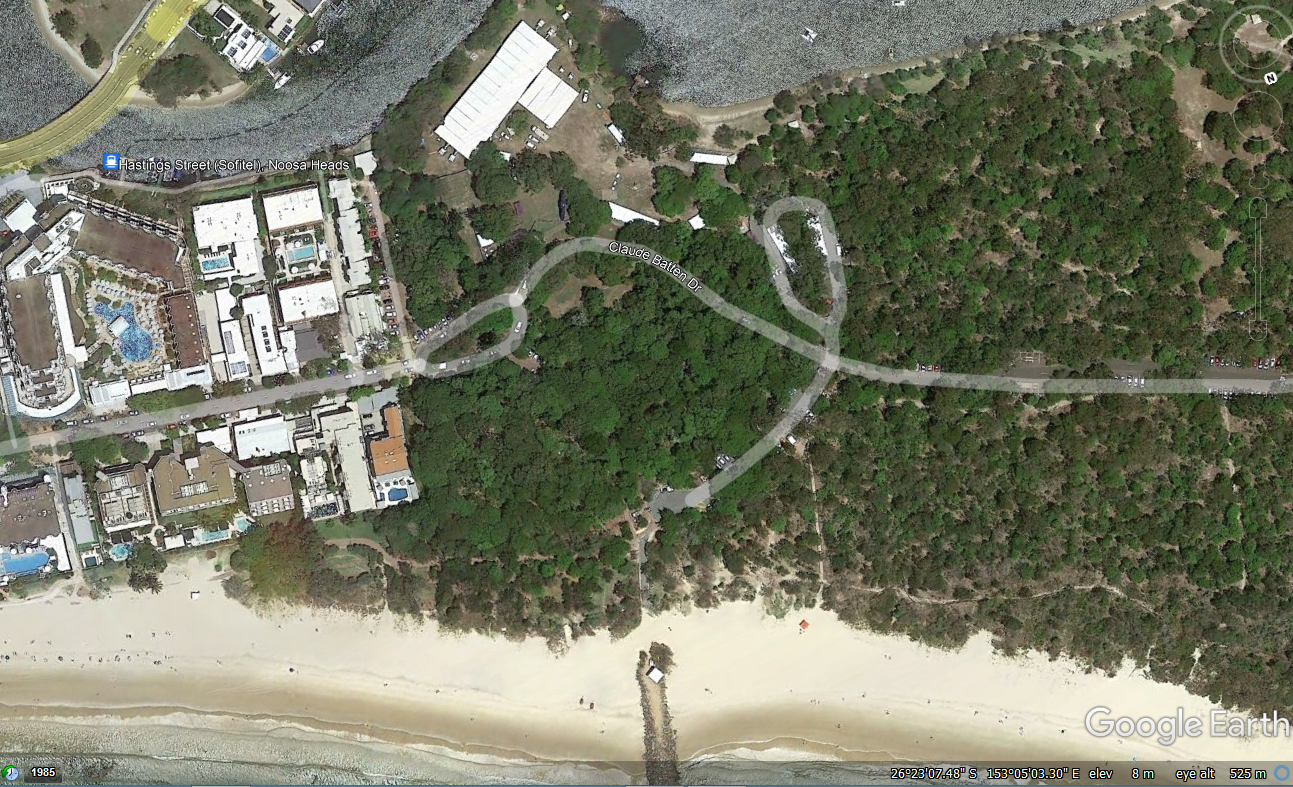 N
Hastings Street (Sofitel), Noosa Heads
Claude Batten Dr
Google Earth
1985
26°23'07.48" S 153°05'03.30" E elev 8 m eye alt 525 m